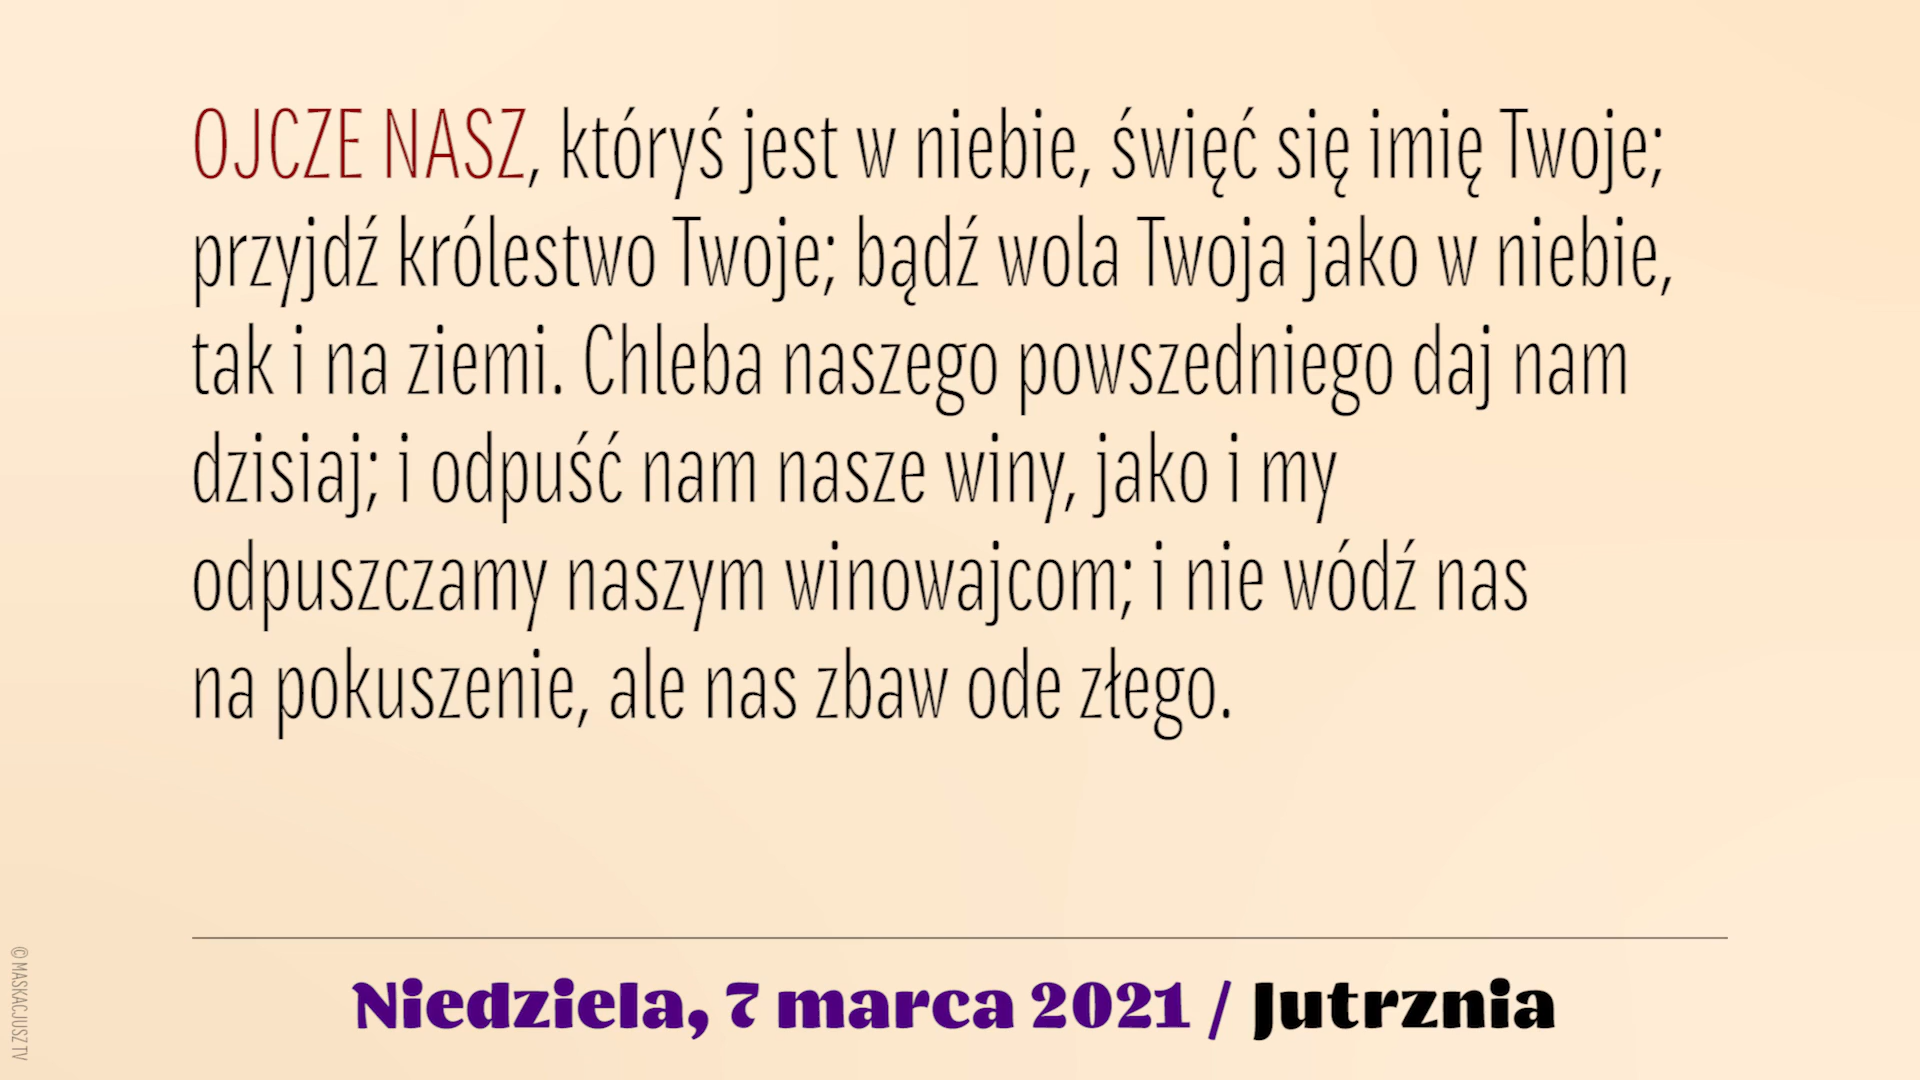 OJCZE NASZ, któryś jest w niebie, święć się imię Twoje;
przyjdź królestwo Twoje; bądź wola Twoja jako w niebie,
tak i na ziemi. Chleba naszego powszedniego daj nam
dzisiaj; i odpuść nam nasze winy, jako i my
odpuszczamy naszym winowajcom; i nie wódź nas
na pokuszenie, ale nas zbaw ode złego.
Niedziela, 7 marca 2021 / Jutrznia
© MASKACJUSZ TV